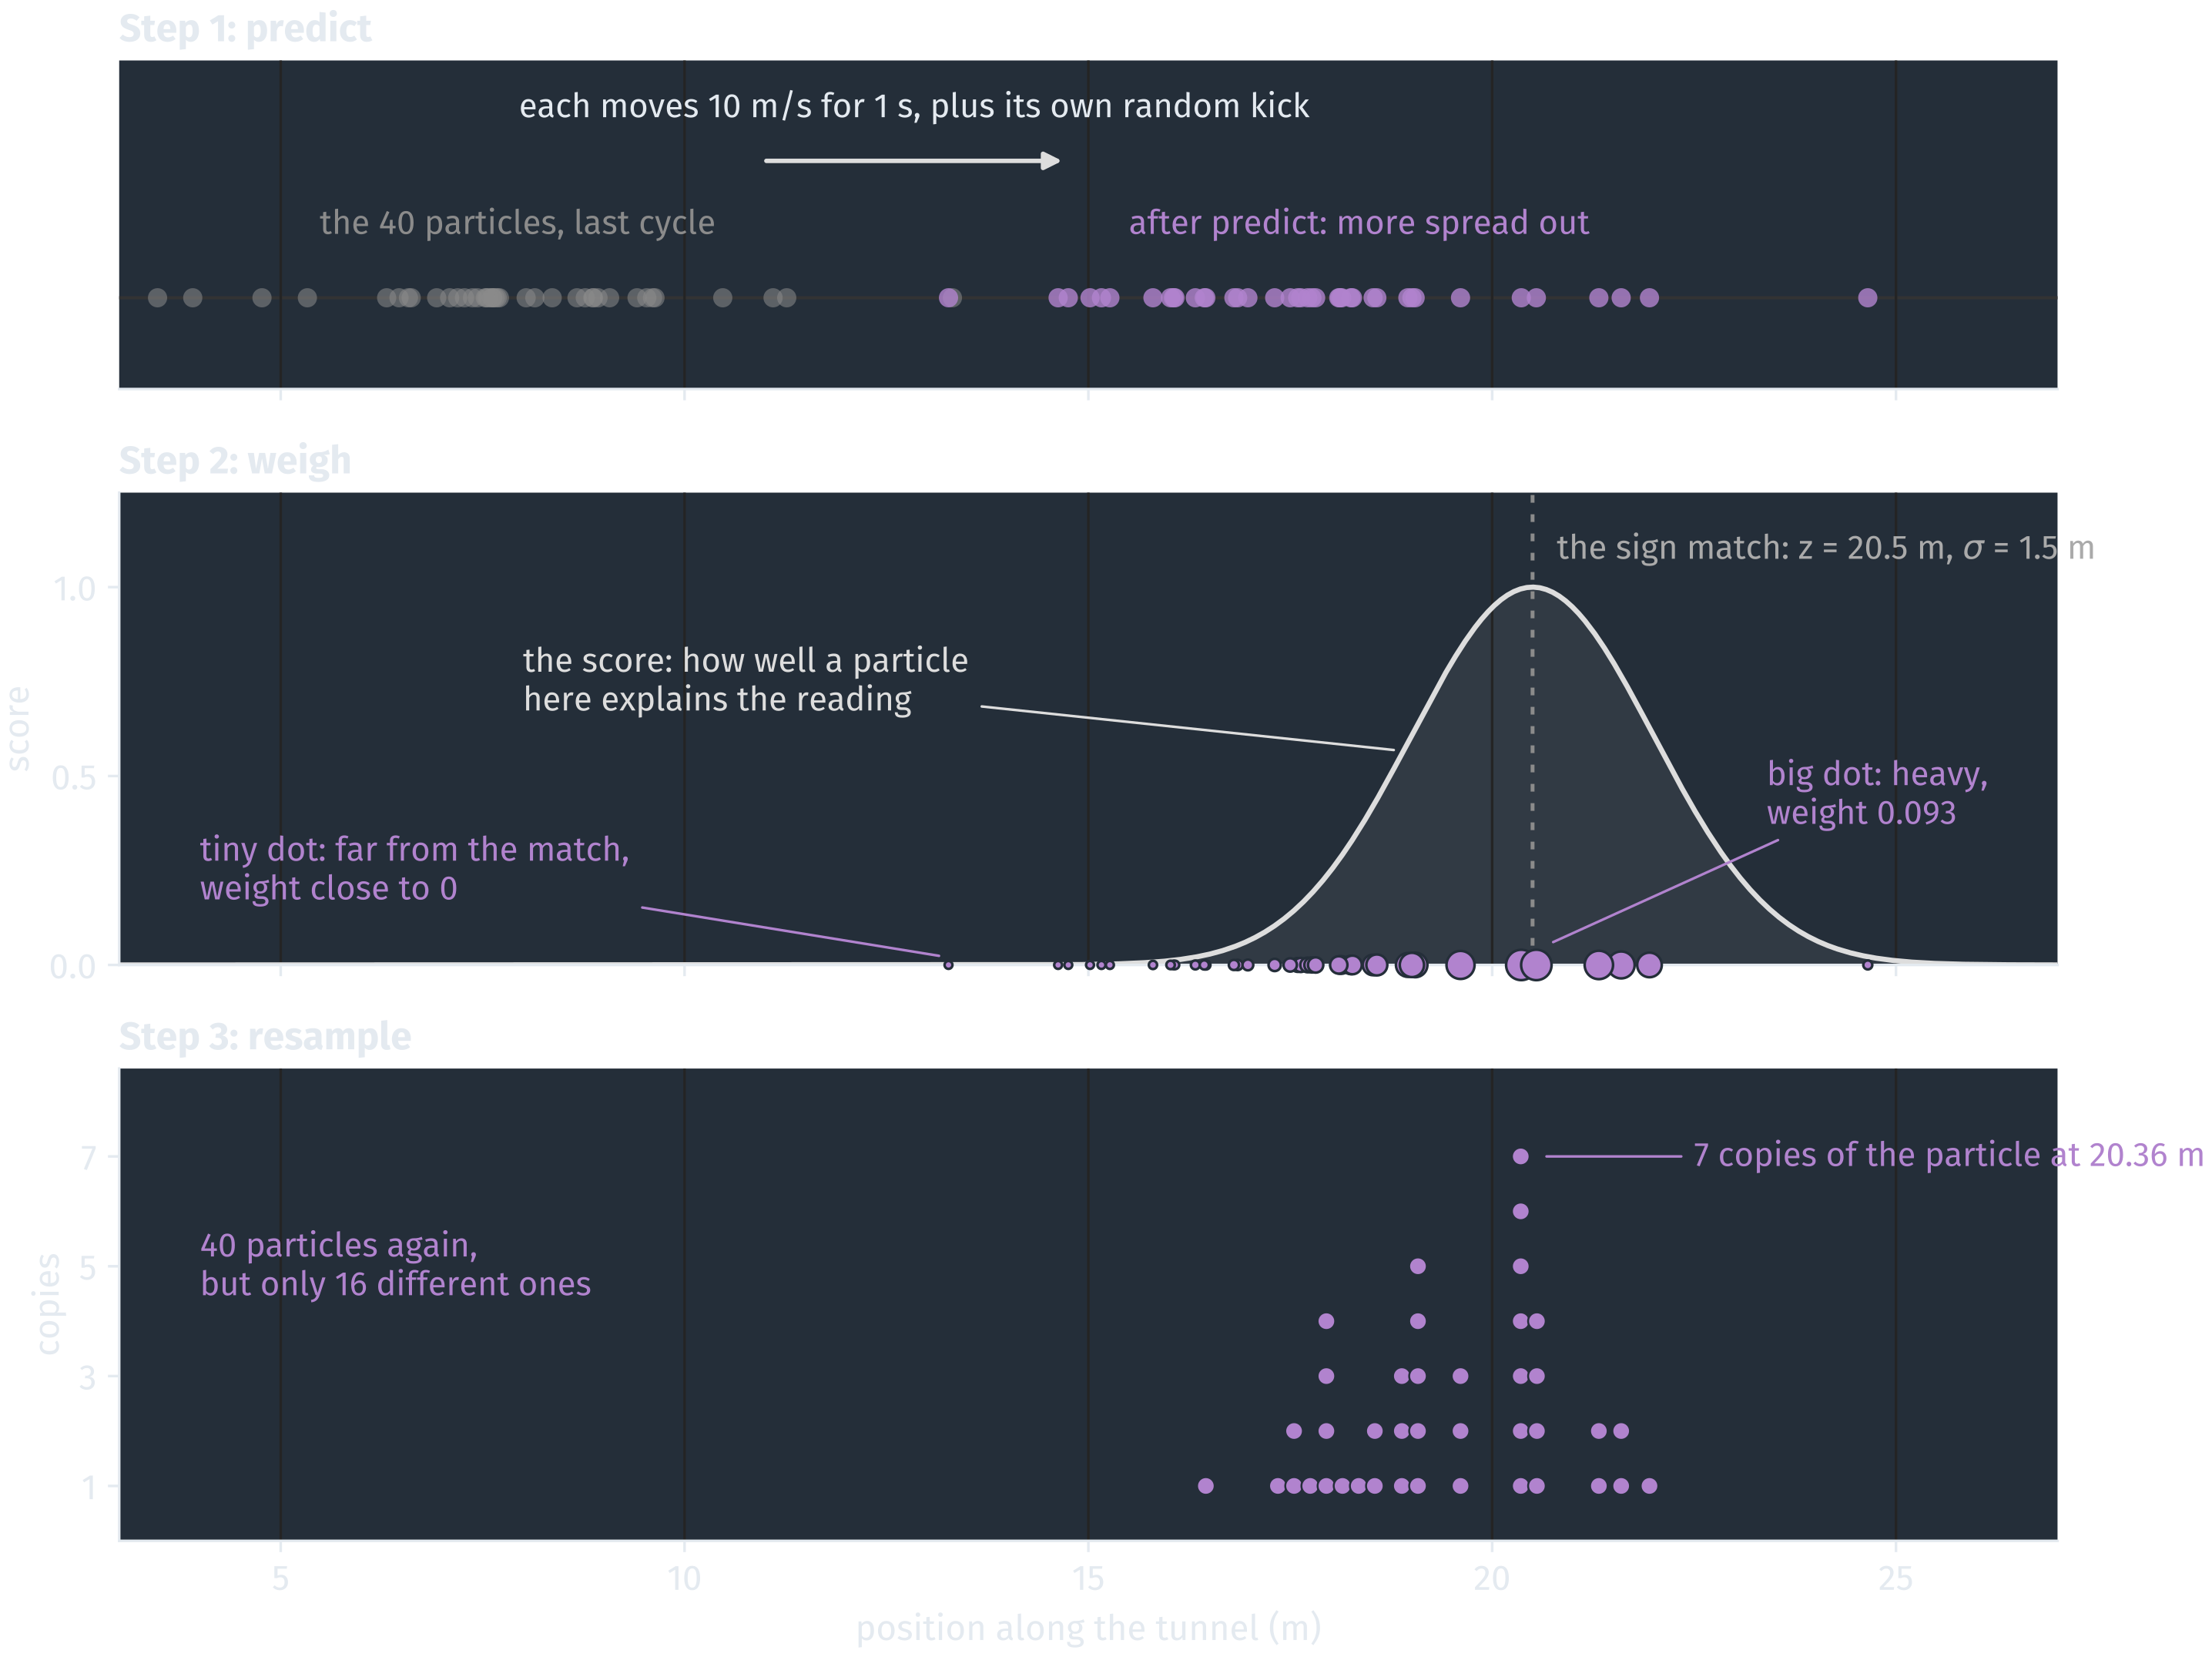 Step 1: predict
each moves 10 m/s for 1 s, plus its own random kick
the 40 particles, last cycle
after predict: more spread out
Step 2: weigh
the sign match: z = 20.5 m, σ = 1.5 m
1.0
the score: how well a particle
here explains the reading
score
0.5
big dot: heavy,
weight 0.093
tiny dot: far from the match,
weight close to 0
0.0
Step 3: resample
7
7 copies of the particle at 20.36 m
40 particles again,
but only 16 different ones
copies
5
3
1
5 10 15 20 25
position along the tunnel (m)